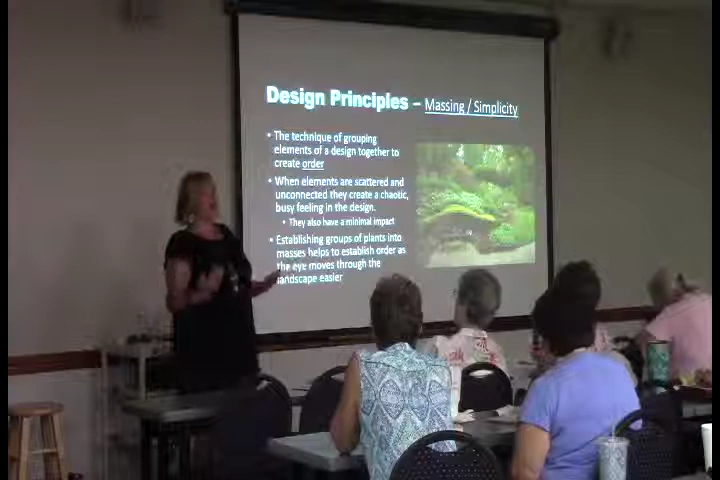 Design Principles – Massing / Simplicity
• The technique of grouping
elements of a design together to
create order
• When elements are scattered and
unconnected they create a chaotic,
busy feeling in the design.
• They also have a minimal impact
• Establishing groups of plants into
masses helps to establish order as
the eye moves through the
landscape easier